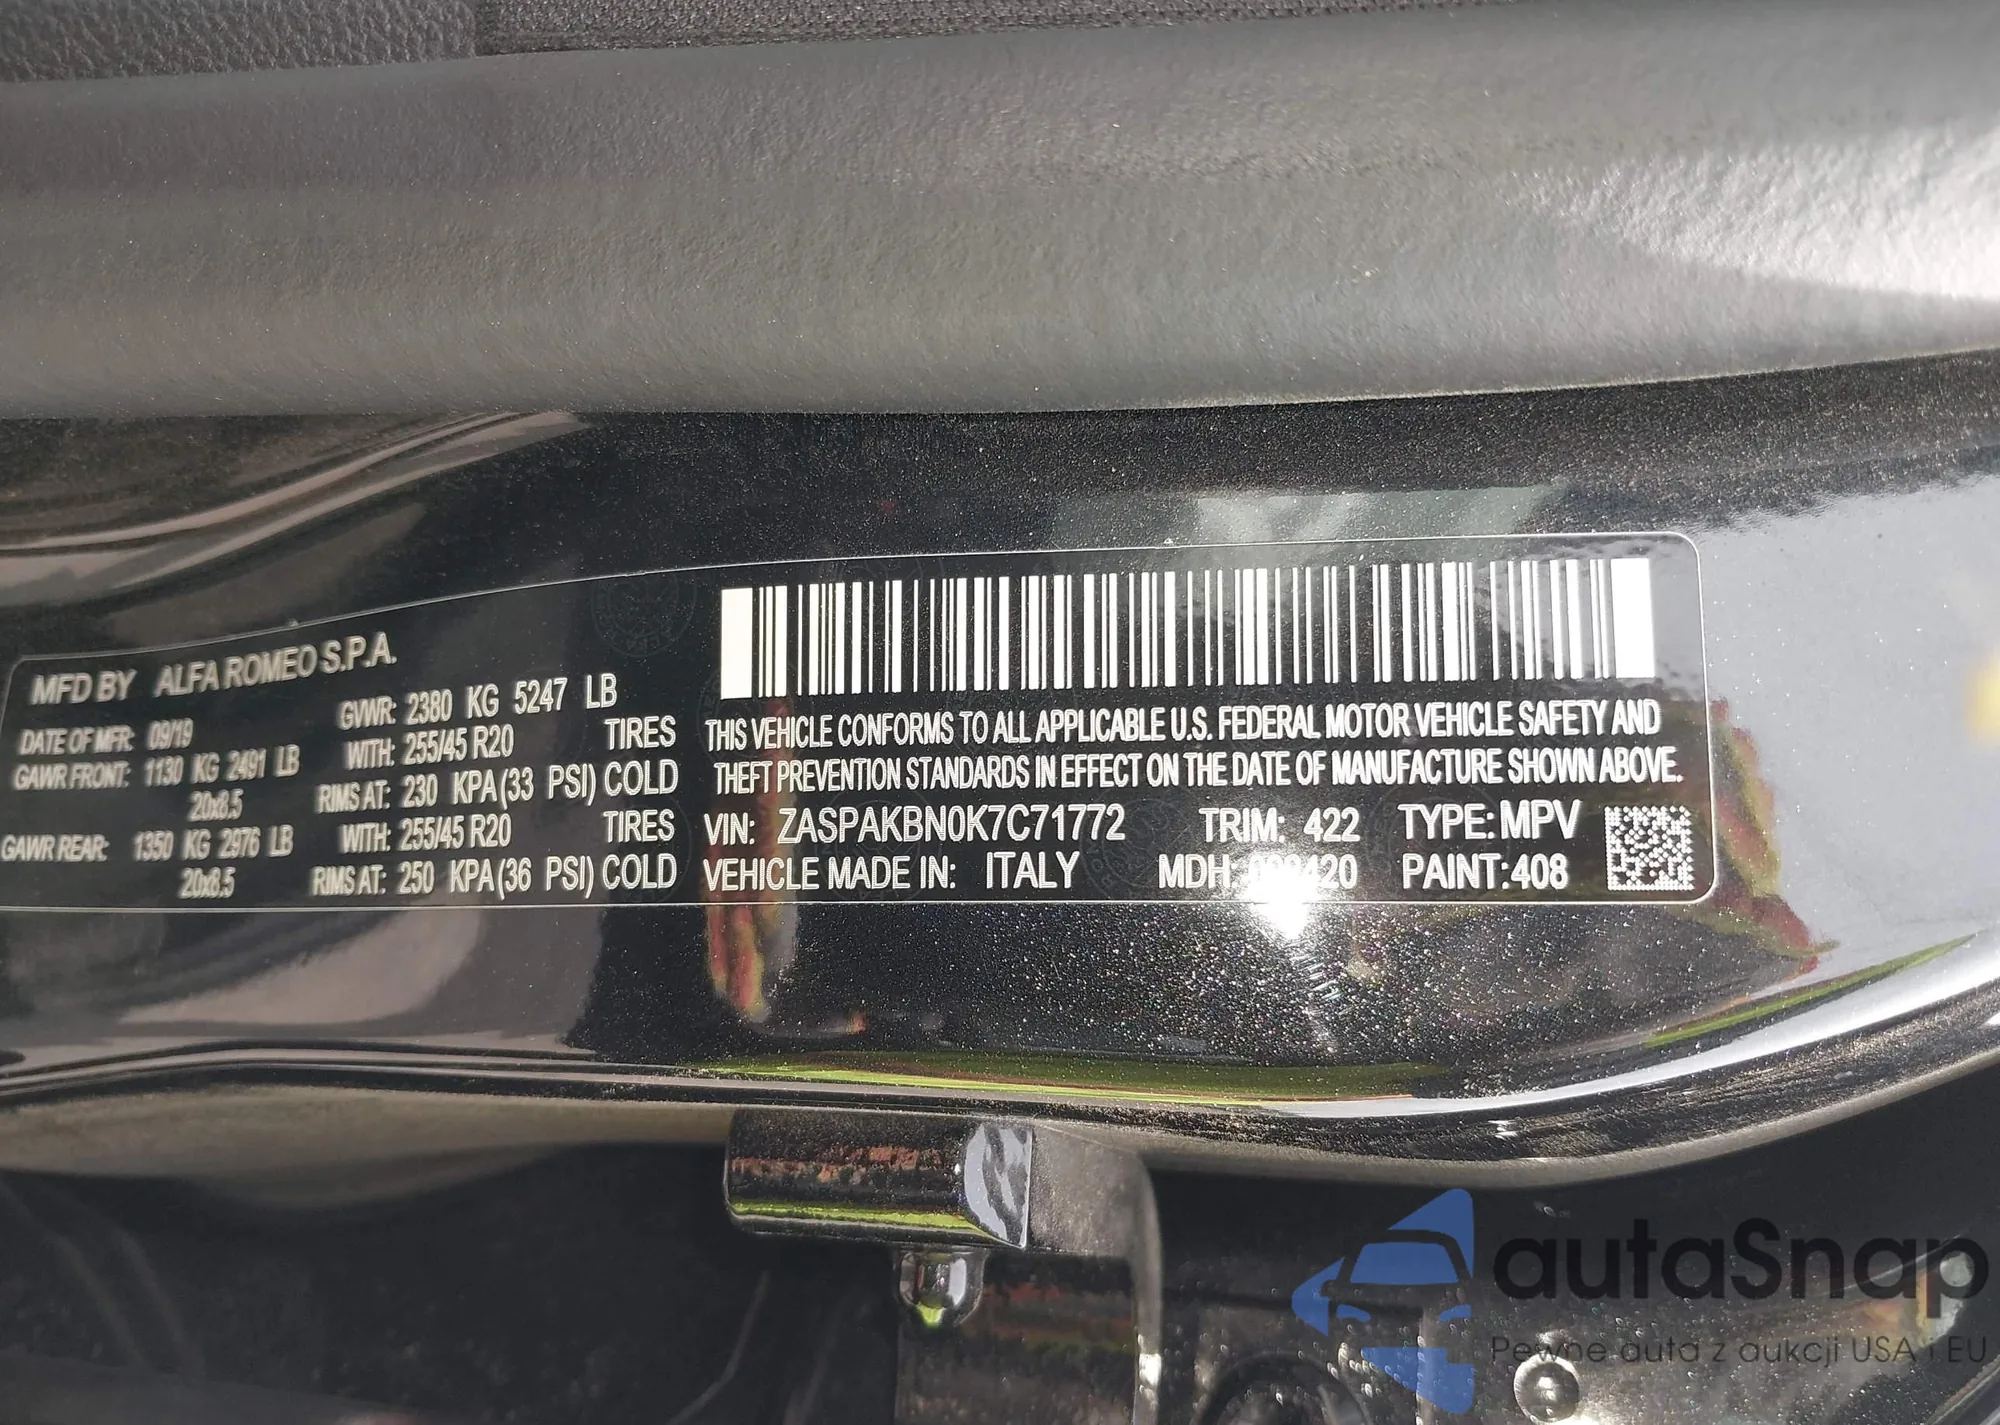 MFD BY ALFA ROMEO S.P.A.
DATE OF MFR: 09/19 GVWR: 2380 KG 5247 LB
GAWR FRONT: 1130 KG 2491 LB WITH: 255/45 R20 TIRES
20x8.5 RIMS AT: 230 KPA (33 PSI) COLD
GAWR REAR: 1350 KG 2976 LB WITH: 255/45 R20 TIRES
20x8.5 RIMS AT: 250 KPA (36 PSI) COLD
THIS VEHICLE CONFORMS TO ALL APPLICABLE U.S. FEDERAL MOTOR VEHICLE SAFETY AND
THEFT PREVENTION STANDARDS IN EFFECT ON THE DATE OF MANUFACTURE SHOWN ABOVE.
VIN: ZASPAKBN0K7C71772 TRIM: 422 TYPE: MPV
VEHICLE MADE IN: ITALY MDH: PAINT: 408
autaSnap
Pewne auta z aukcji USA i EU